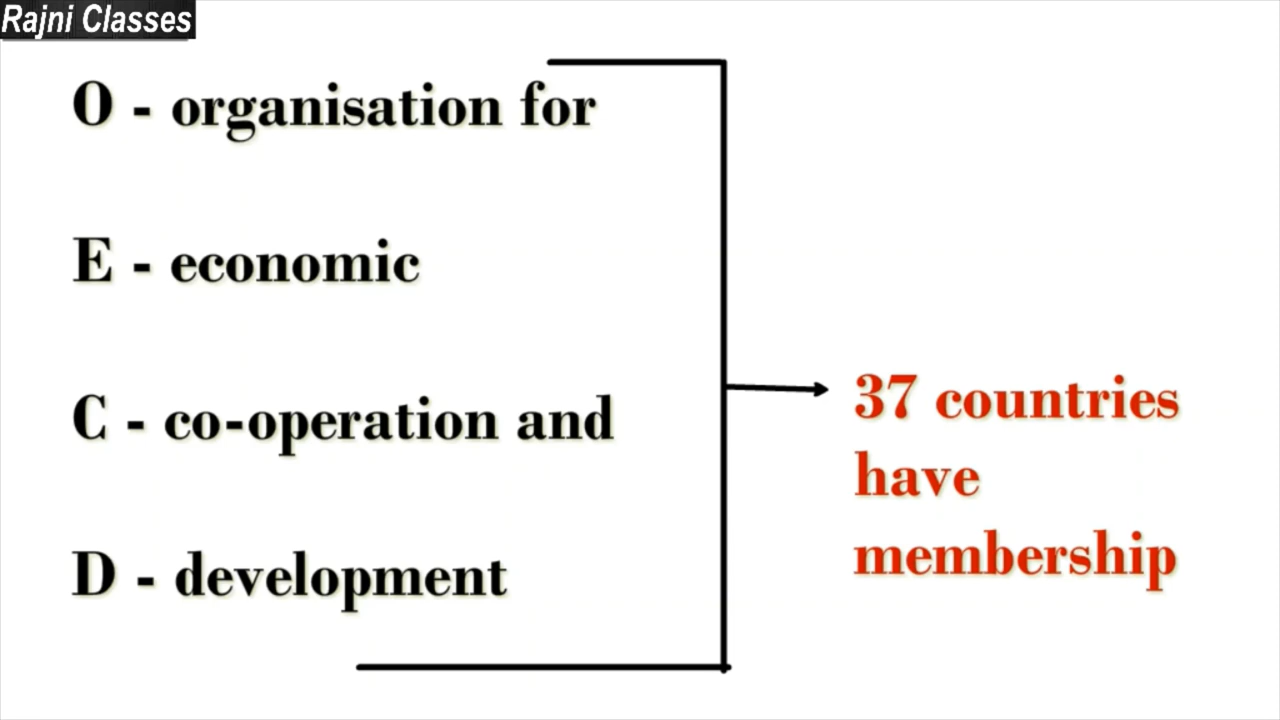 Rajni Classes
O - organisation for
E - economic
C - co-operation and
D - development
37 countries
have
membership